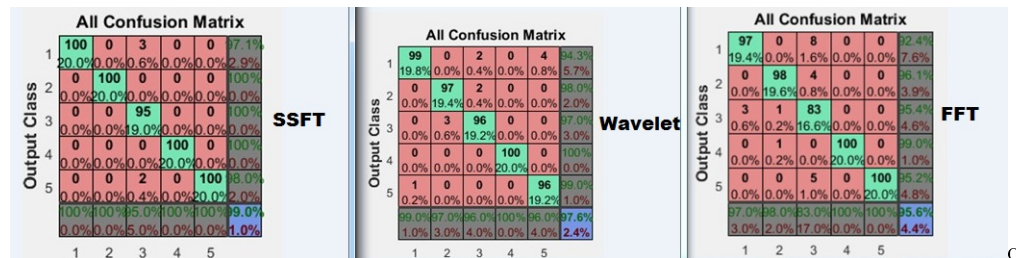 All Confusion Matrix
1 100 0 3 0 0 97.1%
20.0% 0.0% 0.6% 0.0% 0.0% 2.9%
2 0 100 0 0 0 100%
0.0% 20.0% 0.0% 0.0% 0.0% 0.0%
3 0 0 95 0 0 100%
0.0% 0.0% 19.0% 0.0% 0.0% 0.0%
4 0 0 0 100 0 100%
0.0% 0.0% 0.0% 20.0% 0.0% 0.0%
5 0 0 2 0 100 98.0%
0.0% 0.0% 0.4% 0.0% 20.0% 2.0%
100% 100% 95.0% 100% 100% 99.0%
0.0% 0.0% 5.0% 0.0% 0.0% 1.0%
1 2 3 4 5
Output Class
SSFT
All Confusion Matrix
1 99 0 2 0 4 94.3%
19.8% 0.0% 0.4% 0.0% 0.8% 5.7%
2 0 97 2 0 0 98.0%
0.0% 19.4% 0.4% 0.0% 0.0% 2.0%
3 0 3 96 0 0 97.0%
0.0% 0.6% 19.2% 0.0% 0.0% 3.0%
4 0 0 0 100 0 100%
0.0% 0.0% 0.0% 20.0% 0.0% 0.0%
5 1 0 0 0 96 99.0%
0.2% 0.0% 0.0% 0.0% 19.2% 1.0%
99.0% 97.0% 96.0% 100% 96.0% 97.6%
1.0% 3.0% 4.0% 0.0% 4.0% 2.4%
1 2 3 4 5
Output Class
Wavelet
All Confusion Matrix
1 97 0 8 0 0 92.4%
19.4% 0.0% 1.6% 0.0% 0.0% 7.6%
2 0 98 4 0 0 96.1%
0.0% 19.6% 0.8% 0.0% 0.0% 3.9%
3 3 1 83 0 0 95.4%
0.6% 0.2% 16.6% 0.0% 0.0% 4.6%
4 0 1 0 100 0 99.0%
0.0% 0.2% 0.0% 20.0% 0.0% 1.0%
5 0 0 5 0 100 95.2%
0.0% 0.0% 1.0% 0.0% 20.0% 4.8%
97.0% 98.0% 83.0% 100% 100% 95.6%
3.0% 2.0% 17.0% 0.0% 0.0% 4.4%
1 2 3 4 5
Output Class
FFT